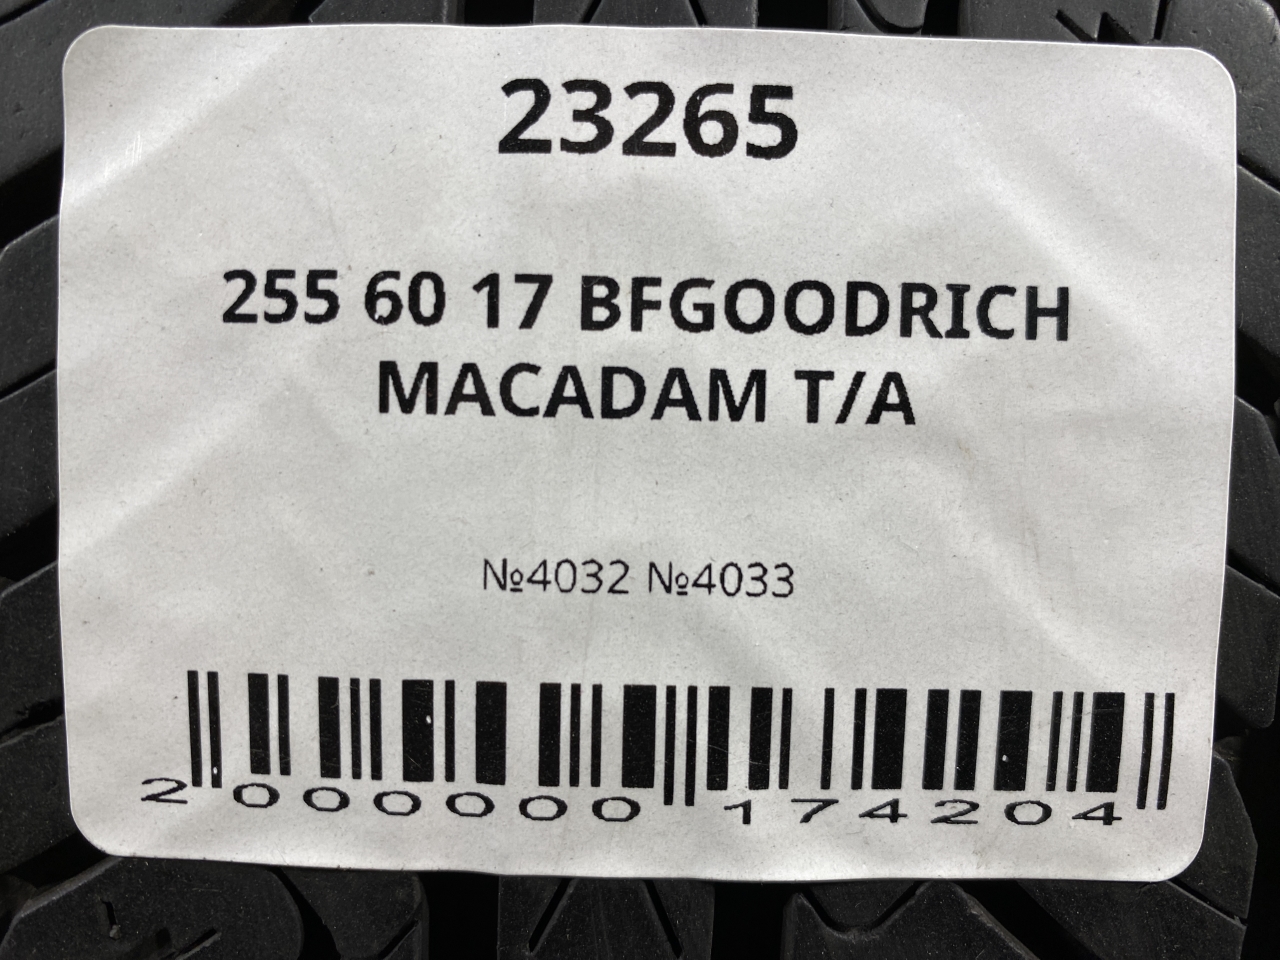 23265
255 60 17 BFGOODRICH
MACADAM T/A
№4032 №4033
2 000000 174204